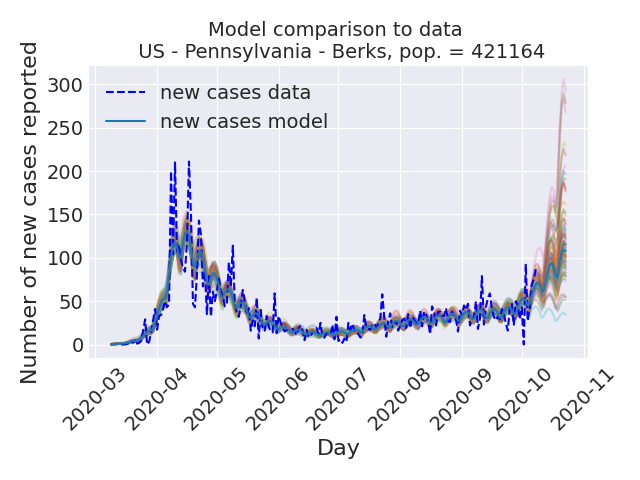 Model comparison to data
US - Pennsylvania - Berks, pop. = 421164
Number of new cases reported
300
250
200
150
100
50
0
new cases data
new cases model
2020-03
2020-04
2020-05
2020-06
2020-07
2020-08
2020-09
2020-10
2020-11
Day